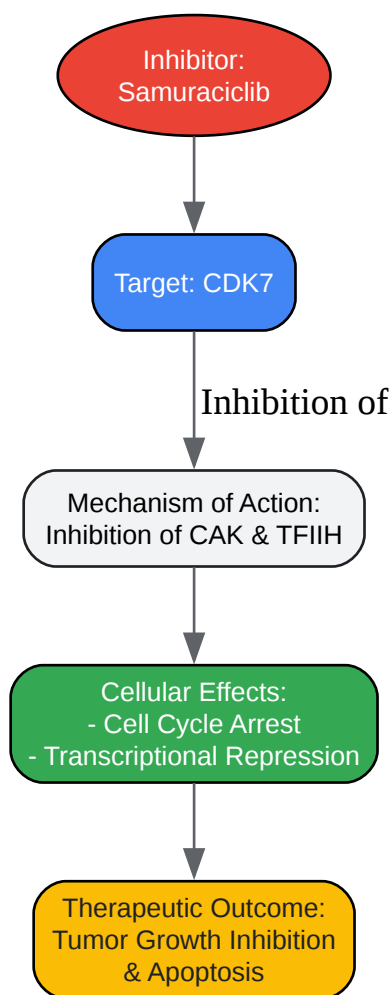 Inhibitor:
Samuraciclib
Target: CDK7
Inhibition of
Mechanism of Action:
Inhibition of CAK & TFIIH
Cellular Effects:
- Cell Cycle Arrest
- Transcriptional Repression
Therapeutic Outcome:
Tumor Growth Inhibition
& Apoptosis